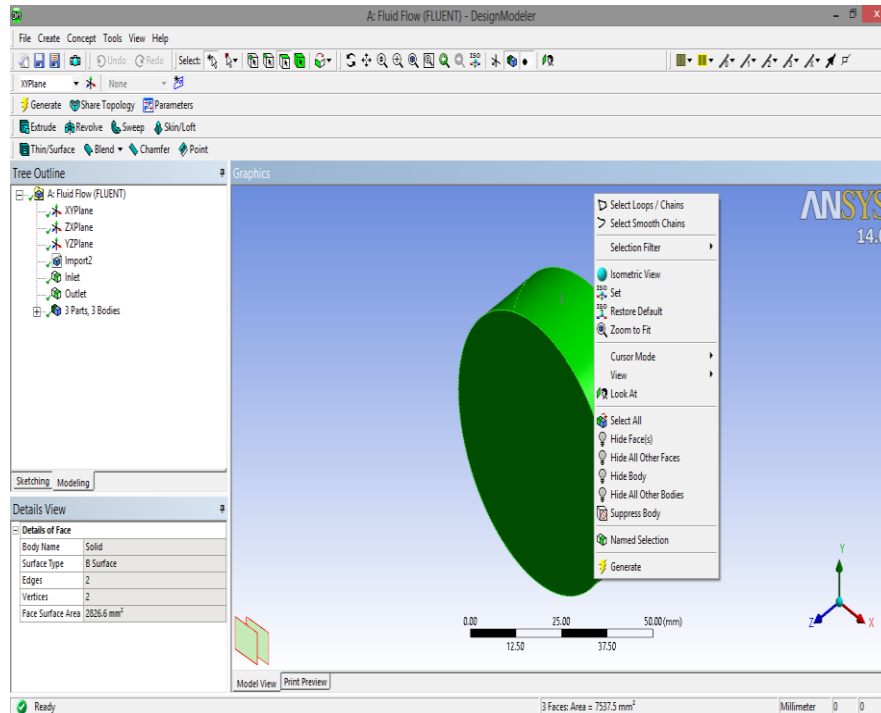 A: Fluid Flow (FLUENT) - DesignModeler
File Create Concept Tools View Help
Undo Redo Select:
XYPlane None
Generate Share Topology Parameters
Extrude Revolve Sweep Skin/Loft
Thin/Surface Blend Chamfer Point
Tree Outline
Graphics
A: Fluid Flow (FLUENT)
XYPlane
ZXPlane
YZPlane
Import2
Inlet
Outlet
3 Parts, 3 Bodies
Sketching Modeling
Details View
Details of Face
Body Name Solid
Surface Type B Surface
Edges 2
Vertices 2
Face Surface Area 2826.6 mm²
Select Loops / Chains
Select Smooth Chains
Selection Filter
Isometric View
ISO Set
ISO Restore Default
Zoom to Fit
Cursor Mode
View
Look At
Select All
Hide Face(s)
Hide All Other Faces
Hide Body
Hide All Other Bodies
Suppress Body
Named Selection
Generate
ANSYS
14.0
0.00 25.00 50.00 (mm)
12.50 37.50
Y
Z X
Model View Print Preview
Ready 3 Faces: Area = 7537.5 mm² Millimeter 0 0